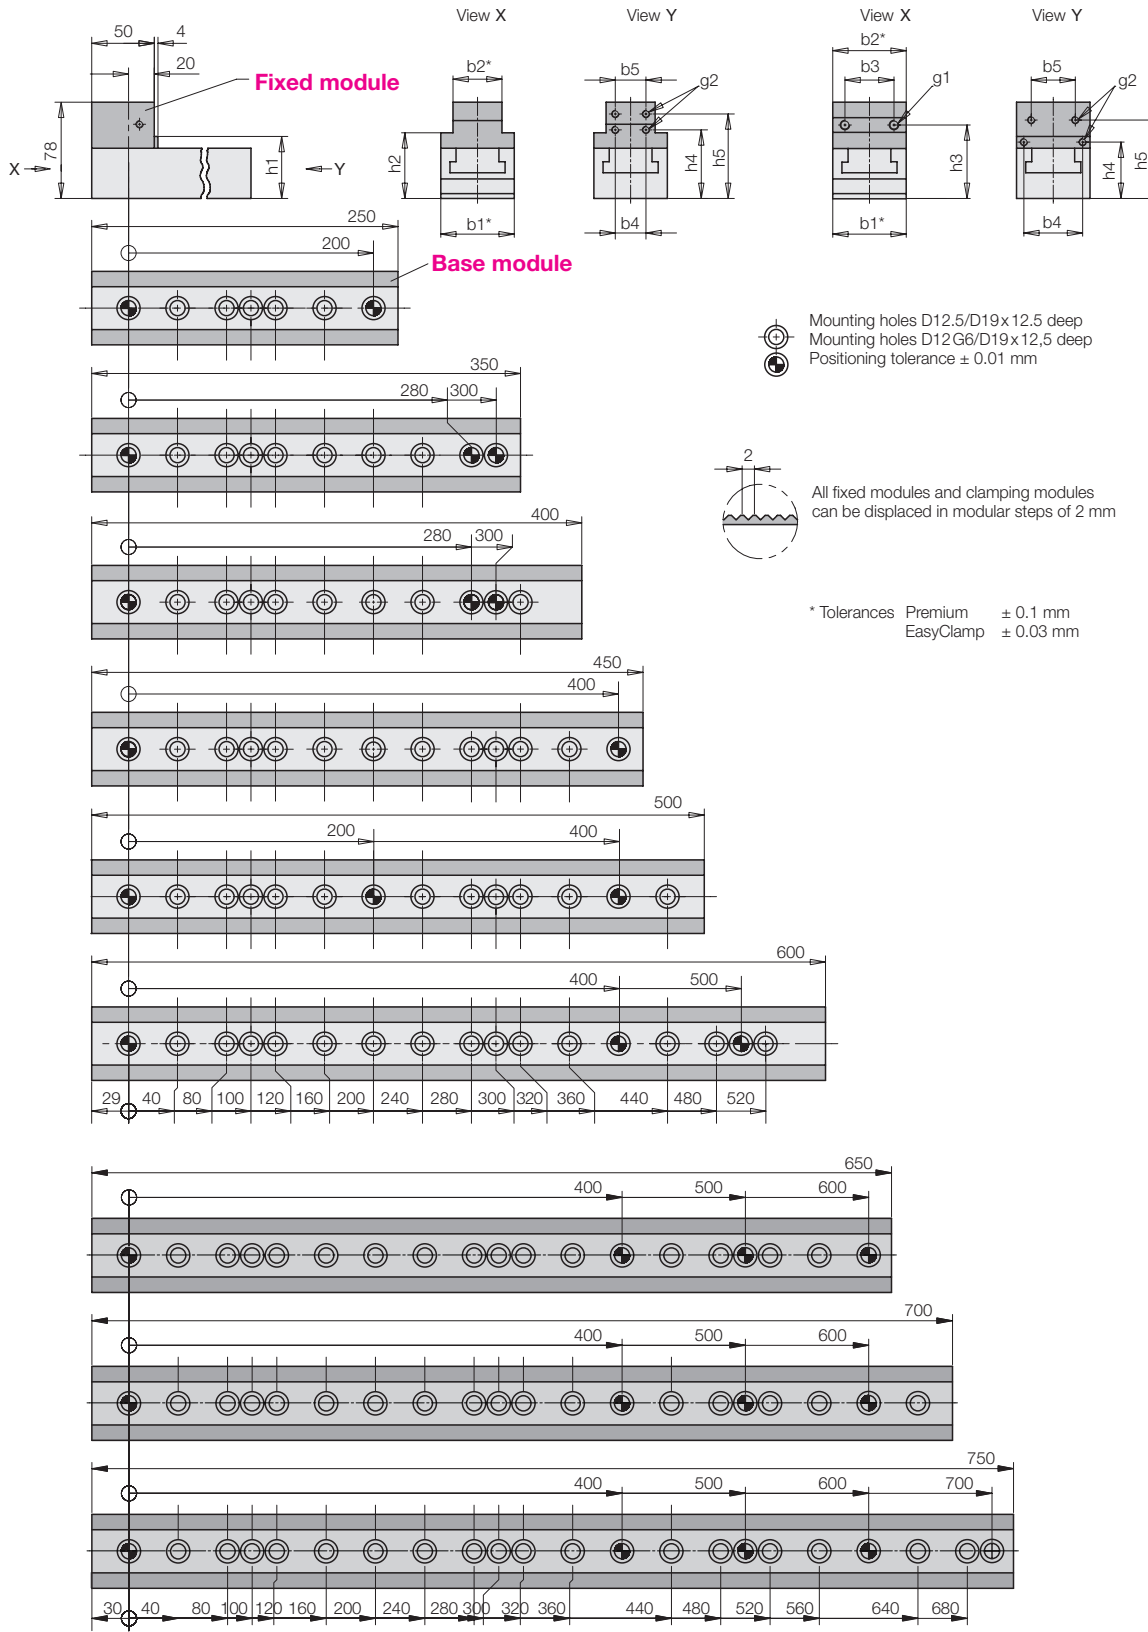 View X
View Y
View X
View Y
50
4
20
Fixed module
78
X
Y
h1
b2*
h2
b1*
b5
g2
h4
h5
b4
b2*
b3
g1
h3
b1*
b5
g2
h4
h5
b4
250
200
Base module
Mounting holes D12.5/D19x12.5 deep
Mounting holes D12G6/D19x12,5 deep
Positioning tolerance ± 0.01 mm
350
280 300
2
All fixed modules and clamping modules
can be displaced in modular steps of 2 mm
400
280 300
* Tolerances Premium ± 0.1 mm
EasyClamp ± 0.03 mm
450
400
500
200 400
600
400 500
29 40 80 100 120 160 200 240 280 300 320 360 440 480 520
650
400 500 600
700
400 500 600
750
400 500 600 700
30 40 80 100 120 160 200 240 280 300 320 360 440 480 520 560 640 680